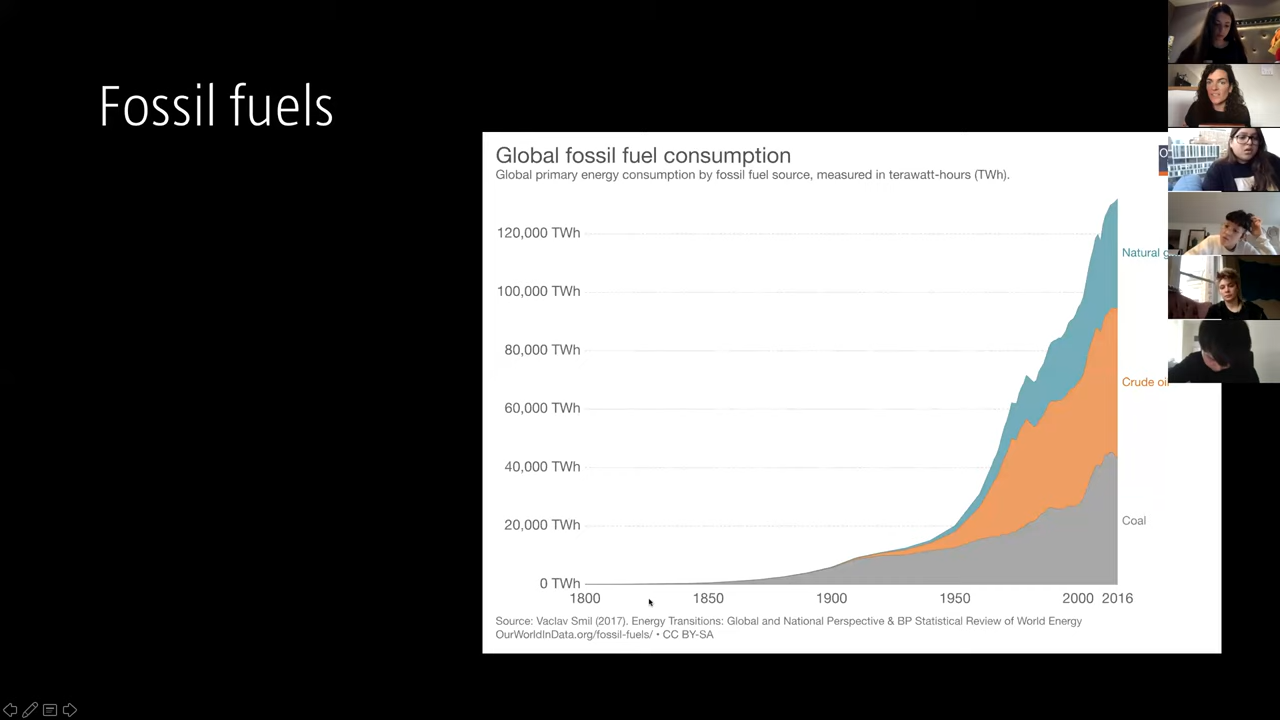 Fossil fuels
Global fossil fuel consumption
Global primary energy consumption by fossil fuel source, measured in terawatt-hours (TWh).
120,000 TWh
100,000 TWh
80,000 TWh
60,000 TWh
40,000 TWh
20,000 TWh
0 TWh
Natural
Crude oil
Coal
1800 1850 1900 1950 2000 2016
Source: Vaclav Smil (2017). Energy Transitions: Global and National Perspective & BP Statistical Review of World Energy
OurWorldInData.org/fossil-fuels/ • CC BY-SA